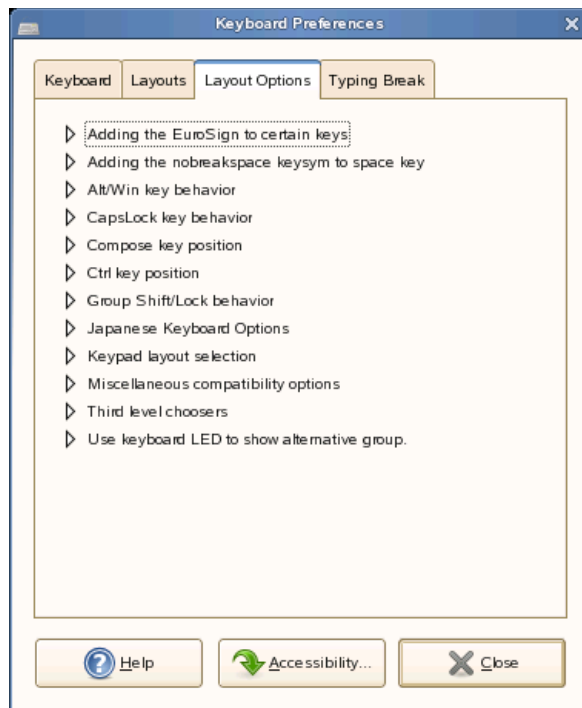 Keyboard Preferences
Keyboard Layouts Layout Options Typing Break
Adding the EuroSign to certain keys
Adding the nobreakspace keysym to space key
Alt/Win key behavior
CapsLock key behavior
Compose key position
Ctrl key position
Group Shift/Lock behavior
Japanese Keyboard Options
Keypad layout selection
Miscellaneous compatibility options
Third level choosers
Use keyboard LED to show alternative group.
Help Accessibility... Close